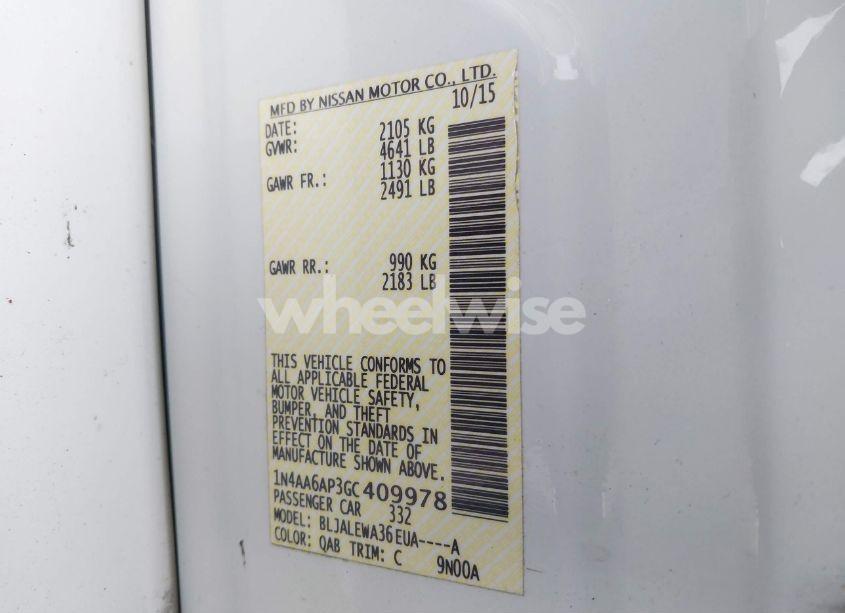 MFD BY NISSAN MOTOR CO., LTD.
DATE: 10/15
GVWR: 2105 KG
4641 LB
GAWR FR.: 1130 KG
2491 LB
GAWR RR.: 990 KG
2183 LB
wheelwise
THIS VEHICLE CONFORMS TO
ALL APPLICABLE FEDERAL
MOTOR VEHICLE SAFETY,
BUMPER, AND THEFT
PREVENTION STANDARDS IN
EFFECT ON THE DATE OF
MANUFACTURE SHOWN ABOVE.
1N4AA6AP3GC409978
PASSENGER CAR 332
MODEL: BLJALEWA36EUA----A
COLOR: QAB TRIM: C 9N00A